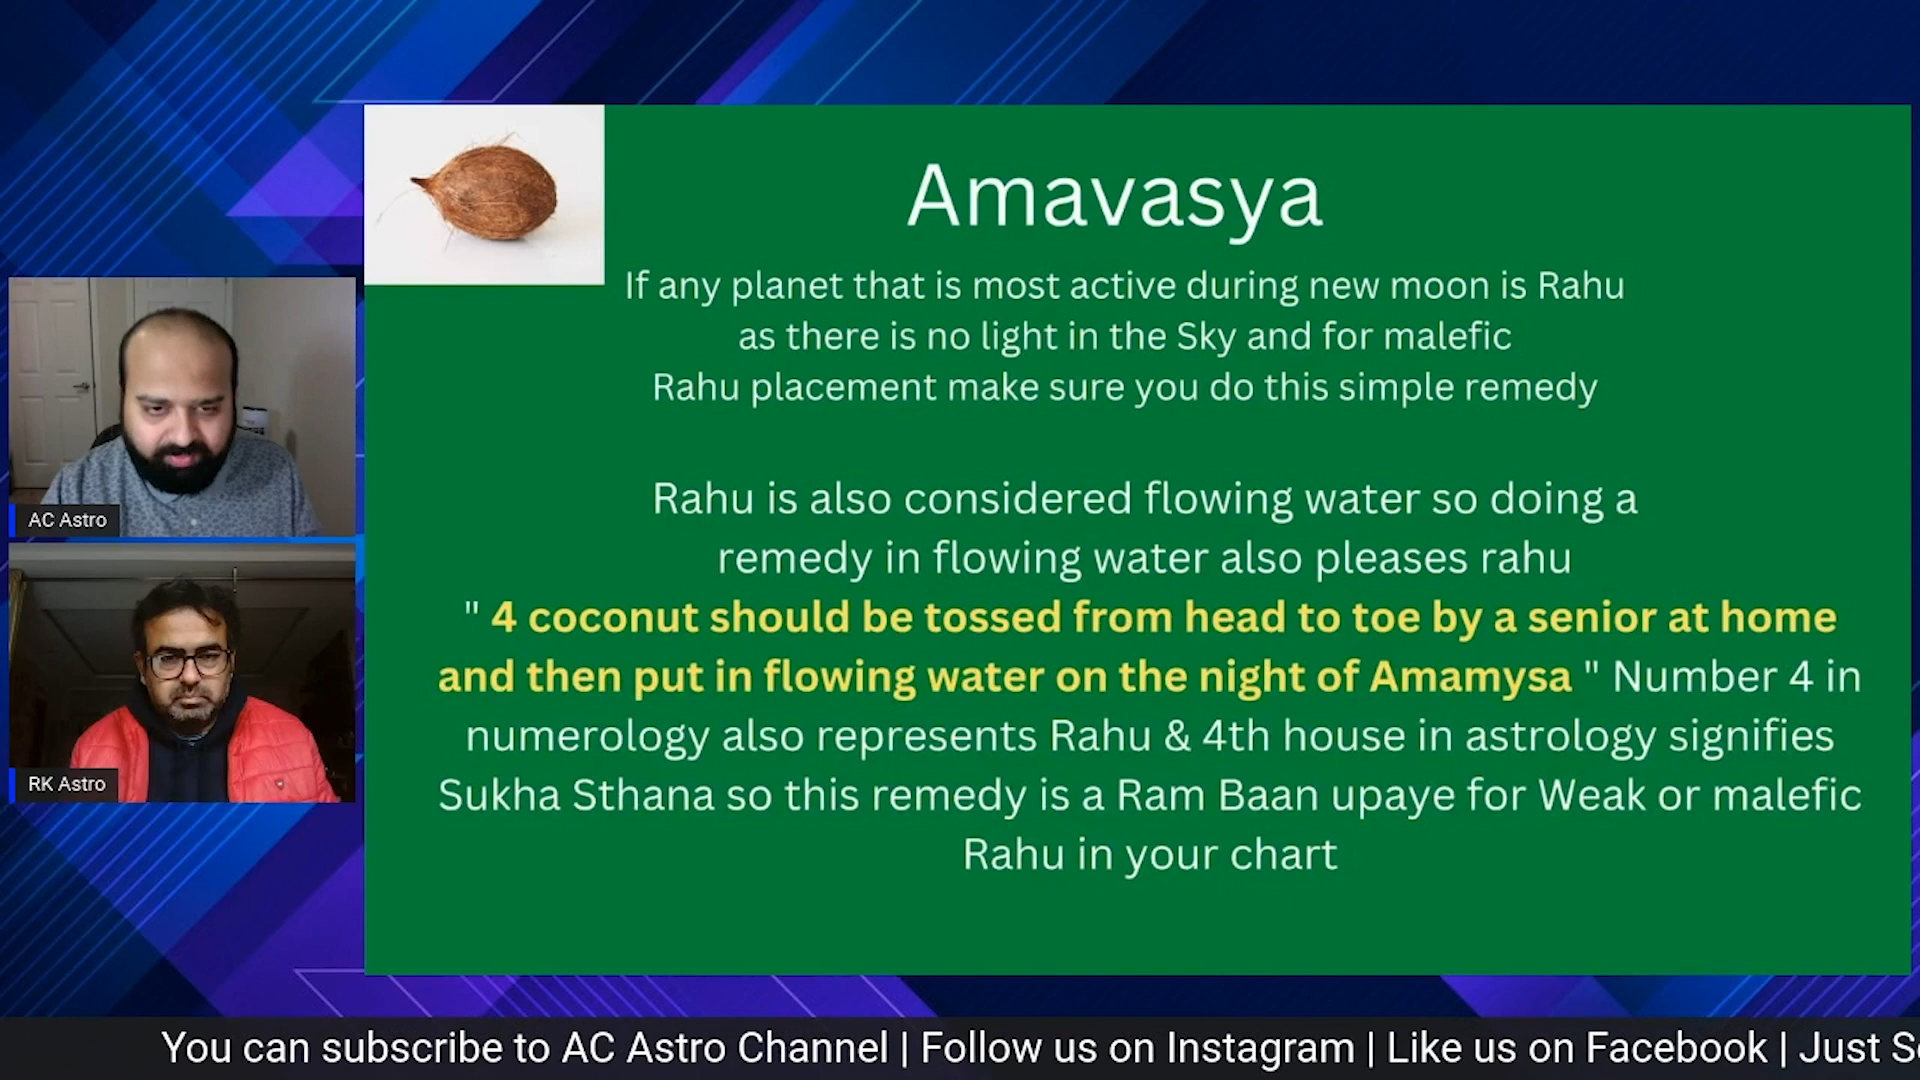 Amavasya
If any planet that is most active during new moon is Rahu
as there is no light in the Sky and for malefic
Rahu placement make sure you do this simple remedy
Rahu is also considered flowing water so doing a
remedy in flowing water also pleases rahu
" 4 coconut should be tossed from head to toe by a senior at home
and then put in flowing water on the night of Amamysa " Number 4 in
numerology also represents Rahu & 4th house in astrology signifies
Sukha Sthana so this remedy is a Ram Baan upaye for Weak or malefic
Rahu in your chart
AC Astro
RK Astro
You can subscribe to AC Astro Channel | Follow us on Instagram | Like us on Facebook | Just